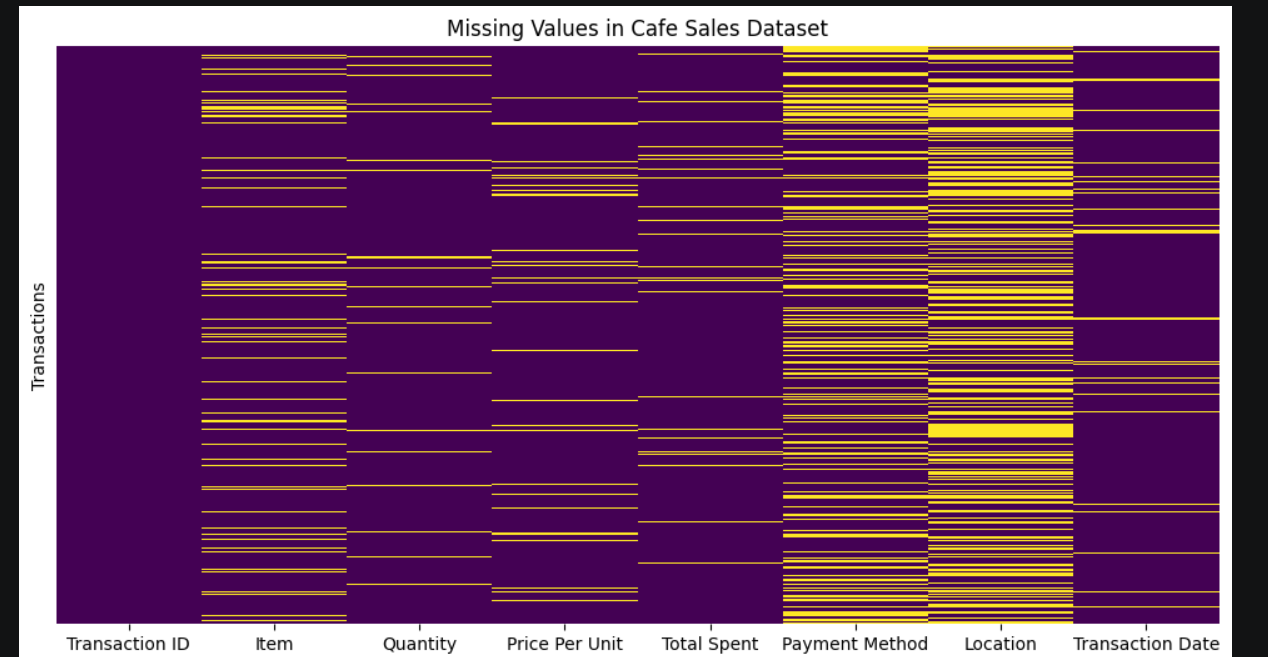 Missing Values in Cafe Sales Dataset
Transactions
Transaction ID Item Quantity Price Per Unit Total Spent Payment Method Location Transaction Date